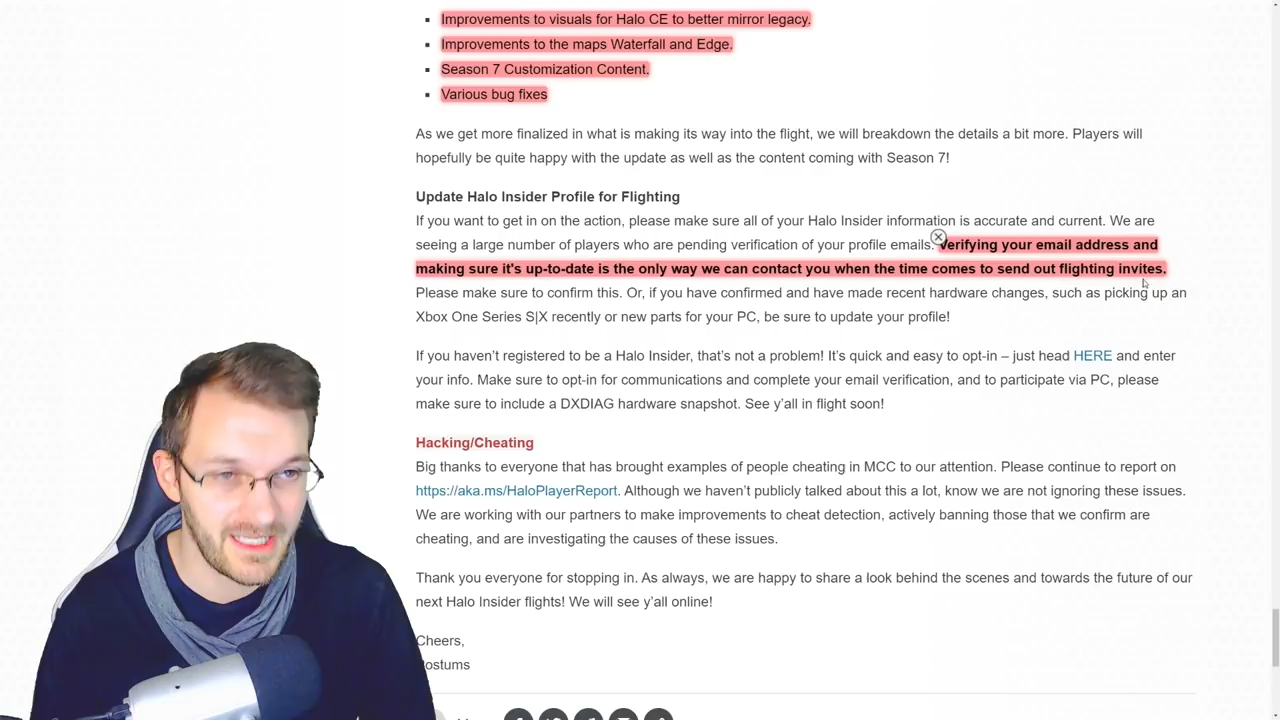 Improvements to visuals for Halo CE to better mirror legacy.
Improvements to the maps Waterfall and Edge.
Season 7 Customization Content.
Various bug fixes
As we get more finalized in what is making its way into the flight, we will breakdown the details a bit more. Players will
hopefully be quite happy with the update as well as the content coming with Season 7!
Update Halo Insider Profile for Flighting
If you want to get in on the action, please make sure all of your Halo Insider information is accurate and current. We are
seeing a large number of players who are pending verification of your profile emails. Verifying your email address and
making sure it's up-to-date is the only way we can contact you when the time comes to send out flighting invites.
Please make sure to confirm this. Or, if you have confirmed and have made recent hardware changes, such as picking up an
Xbox One Series S|X recently or new parts for your PC, be sure to update your profile!
If you haven’t registered to be a Halo Insider, that’s not a problem! It’s quick and easy to opt-in – just head HERE and enter
your info. Make sure to opt-in for communications and complete your email verification, and to participate via PC, please
make sure to include a DXDIAG hardware snapshot. See y’all in flight soon!
Hacking/Cheating
Big thanks to everyone that has brought examples of people cheating in MCC to our attention. Please continue to report on
https://aka.ms/HaloPlayerReport. Although we haven’t publicly talked about this a lot, know we are not ignoring these issues.
We are working with our partners to make improvements to cheat detection, actively banning those that we confirm are
cheating, and are investigating the causes of these issues.
Thank you everyone for stopping in. As always, we are happy to share a look behind the scenes and towards the future of our
next Halo Insider flights! We will see y’all online!
Cheers,
ostums